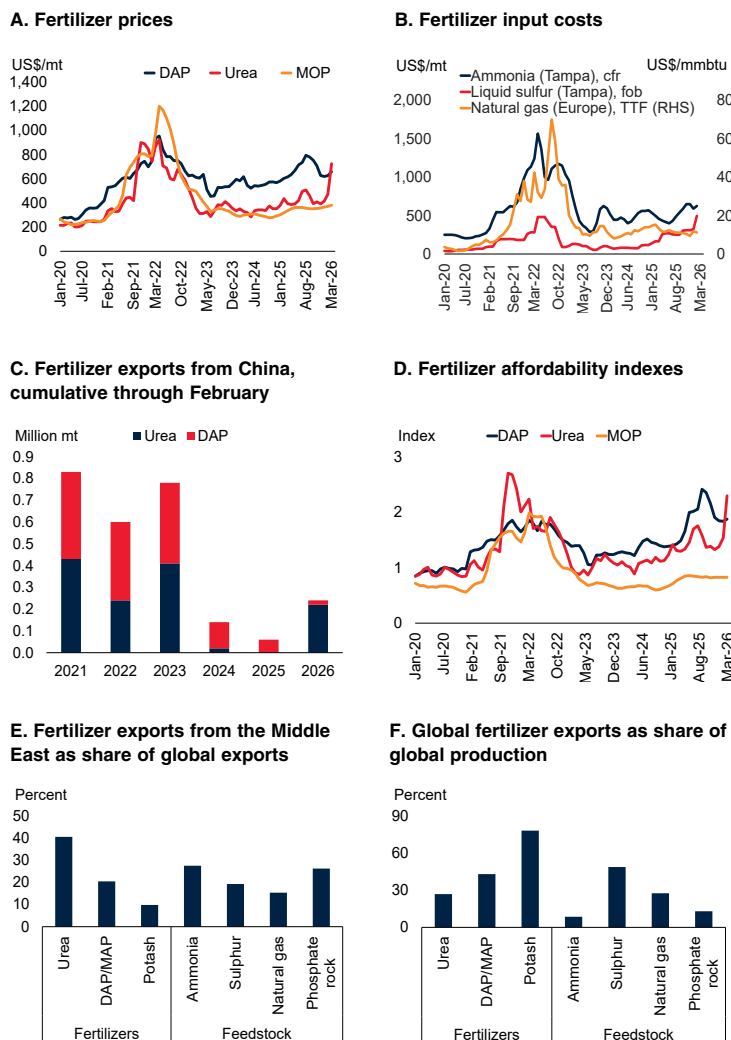 A. Fertilizer prices
US$/mt
DAP Urea MOP
1,400
1,200
1,000
800
600
400
200
0
Jan-20 Jul-20 Feb-21 Sep-21 Mar-22 Oct-22 May-23 Dec-23 Jun-24 Jan-25 Aug-25 Mar-26
B. Fertilizer input costs
US$/mt US$/mmbtu
Ammonia (Tampa), cfr
Liquid sulfur (Tampa), fob
Natural gas (Europe), TTF (RHS)
2,000 80
1,500 60
1,000 40
500 20
0 0
Jan-20 Jul-20 Feb-21 Sep-21 Mar-22 Oct-22 May-23 Dec-23 Jun-24 Jan-25 Aug-25 Mar-26
C. Fertilizer exports from China,
cumulative through February
Million mt
Urea DAP
0.9
0.8
0.7
0.6
0.5
0.4
0.3
0.2
0.1
0.0
2021 2022 2023 2024 2025 2026
D. Fertilizer affordability indexes
Index
DAP Urea MOP
3
2
1
0
Jan-20 Jul-20 Feb-21 Sep-21 Mar-22 Oct-22 May-23 Dec-23 Jun-24 Jan-25 Aug-25 Mar-26
E. Fertilizer exports from the Middle
East as share of global exports
Percent
50
40
30
20
10
0
Urea DAP/MAP Potash Ammonia Sulphur Natural gas Phosphate rock
Fertilizers Feedstock
F. Global fertilizer exports as share of
global production
Percent
90
60
30
0
Urea DAP/MAP Potash Ammonia Sulphur Natural gas Phosphate rock
Fertilizers Feedstock